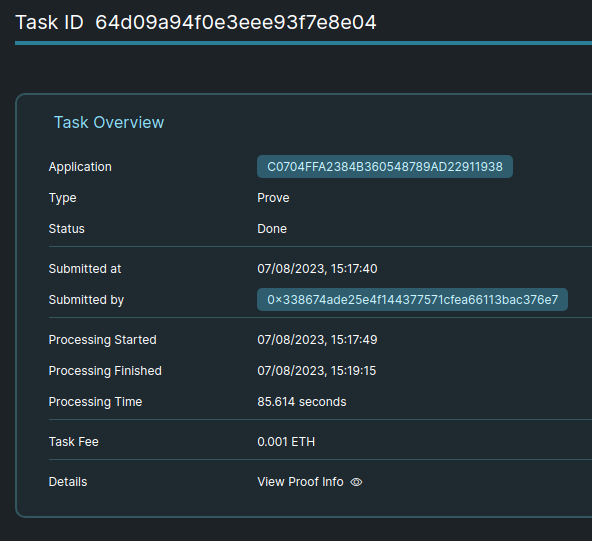 Task ID 64d09a94f0e3eee93f7e8e04
Task Overview
Application C0704FFA2384B360548789AD22911938
Type Prove
Status Done
Submitted at 07/08/2023, 15:17:40
Submitted by 0×338674ade25e4f144377571cfea66113bac376e7
Processing Started 07/08/2023, 15:17:49
Processing Finished 07/08/2023, 15:19:15
Processing Time 85.614 seconds
Task Fee 0.001 ETH
Details View Proof Info